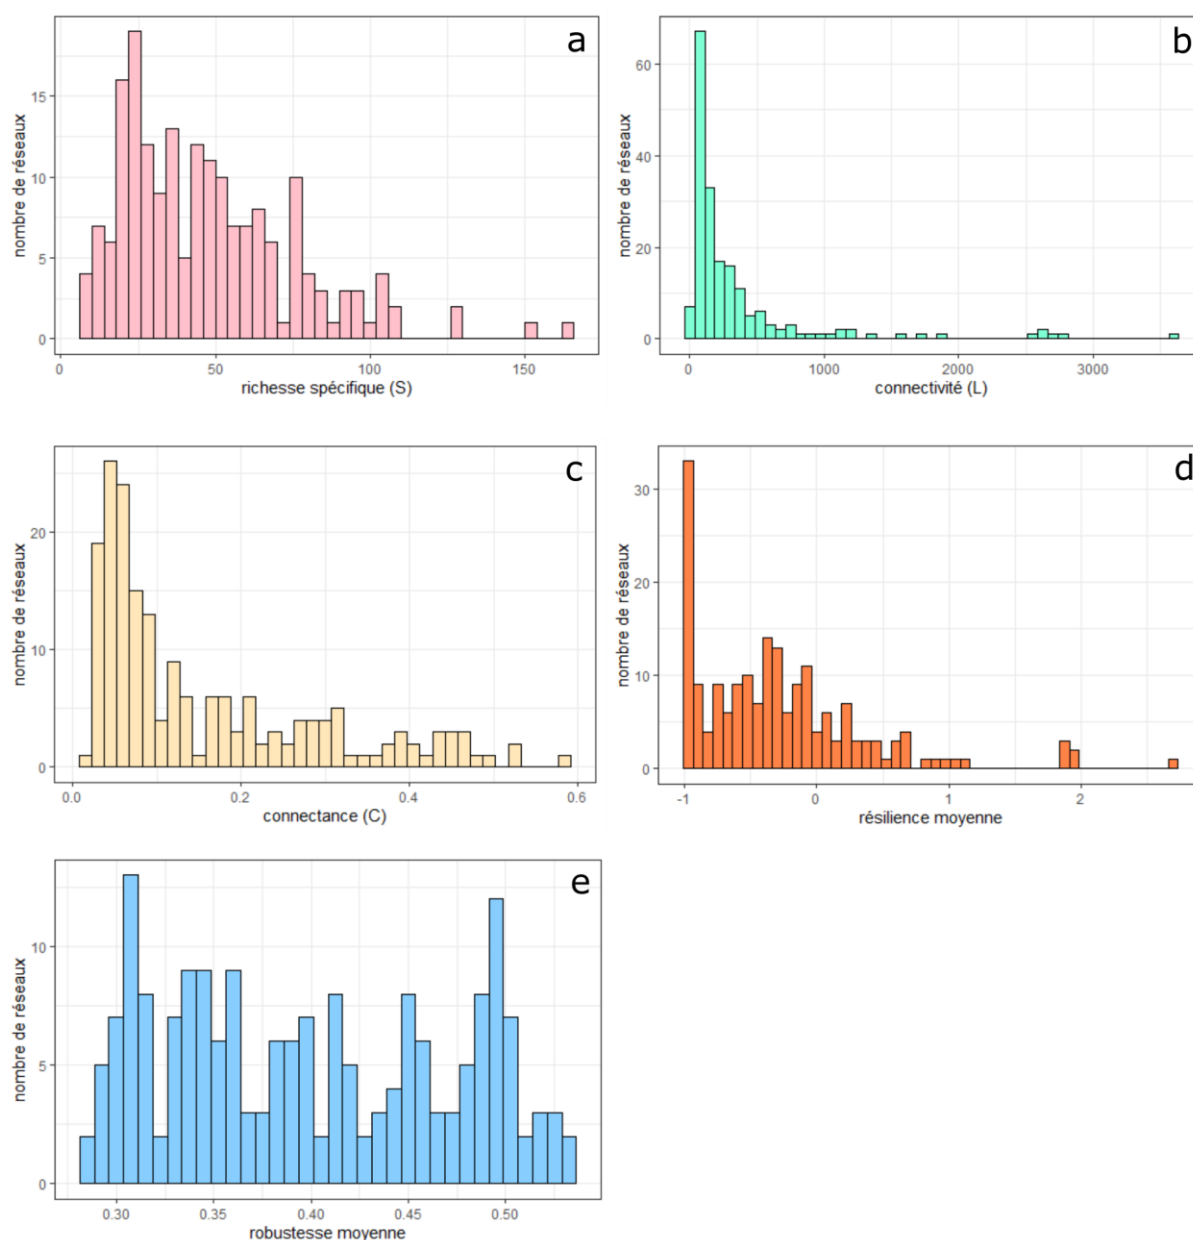 a
nombre de réseaux
15
10
5
0
0 50 100 150
richesse spécifique (S)
b
nombre de réseaux
60
40
20
0
0 1000 2000 3000
connectivité (L)
c
nombre de réseaux
20
10
0
0.0 0.2 0.4 0.6
connectance (C)
d
nombre de réseaux
30
20
10
0
-1 0 1 2
résilience moyenne
e
nombre de réseaux
10
5
0
0.30 0.35 0.40 0.45 0.50
robustesse moyenne